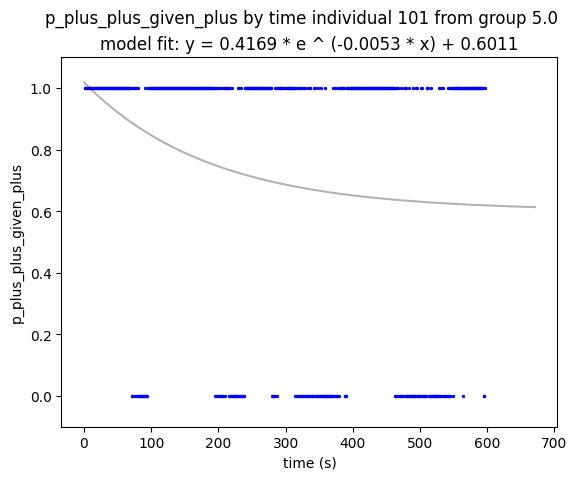 p_plus_plus_given_plus by time individual 101 from group 5.0
model fit: y = 0.4169 * e ^ (-0.0053 * x) + 0.6011
1.0
0.8
0.6
0.4
0.2
0.0
p_plus_plus_given_plus
0 100 200 300 400 500 600 700
time (s)